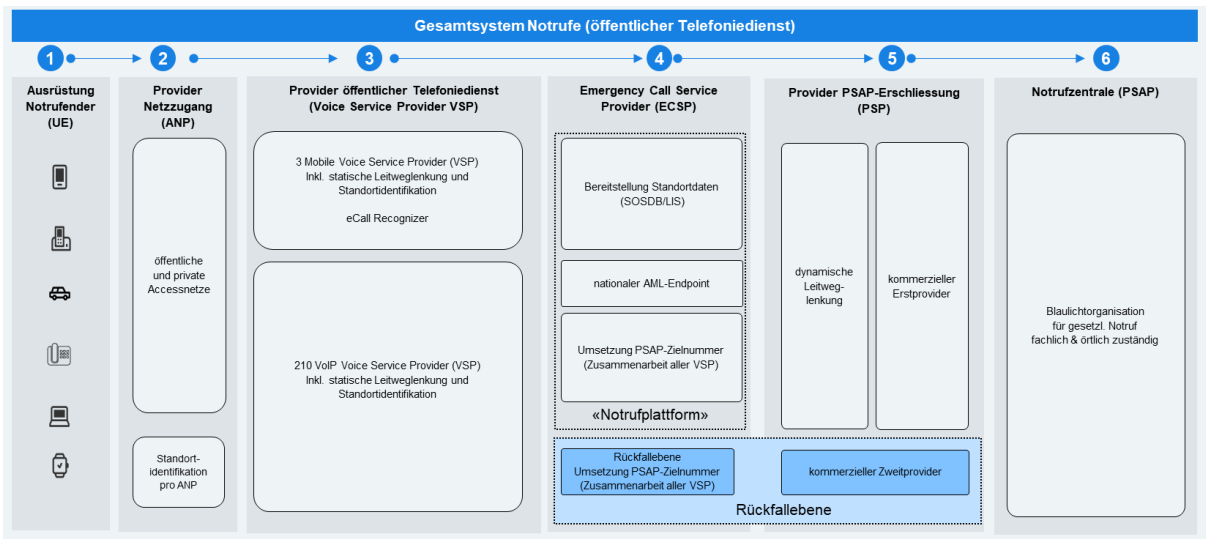 Gesamtsystem Notrufe (öffentlicher Telefoniedienst)
1
2
3
4
5
6
Ausrüstung
Notrufender
(UE)
Provider
Netzzugang
(ANP)
öffentliche
und private
Accessnetze
Standort-
identifikation
pro ANP
Provider öffentlicher Telefoniedienst
(Voice Service Provider VSP)
3 Mobile Voice Service Provider (VSP)
Inkl. statische Leitweglenkung und
Standortidentifikation
eCall Recognizer
210 VoIP Voice Service Provider (VSP)
Inkl. statische Leitweglenkung und
Standortidentifikation
Emergency Call Service
Provider (ECSP)
Bereitstellung Standortdaten
(SOSDB/LIS)
nationaler AML-Endpoint
Umsetzung PSAP-Zielnummer
(Zusammenarbeit aller VSP)
«Notrufplattform»
Rückfallebene
Umsetzung PSAP-Zielnummer
(Zusammenarbeit aller VSP)
Provider PSAP-Erschliessung
(PSP)
dynamische
Leitweg-
lenkung
kommerzieller
Erstprovider
kommerzieller Zweitprovider
Rückfallebene
Notrufzentrale (PSAP)
Blaulichtorganisation
für gesetzl. Notruf
fachlich & örtlich zuständig